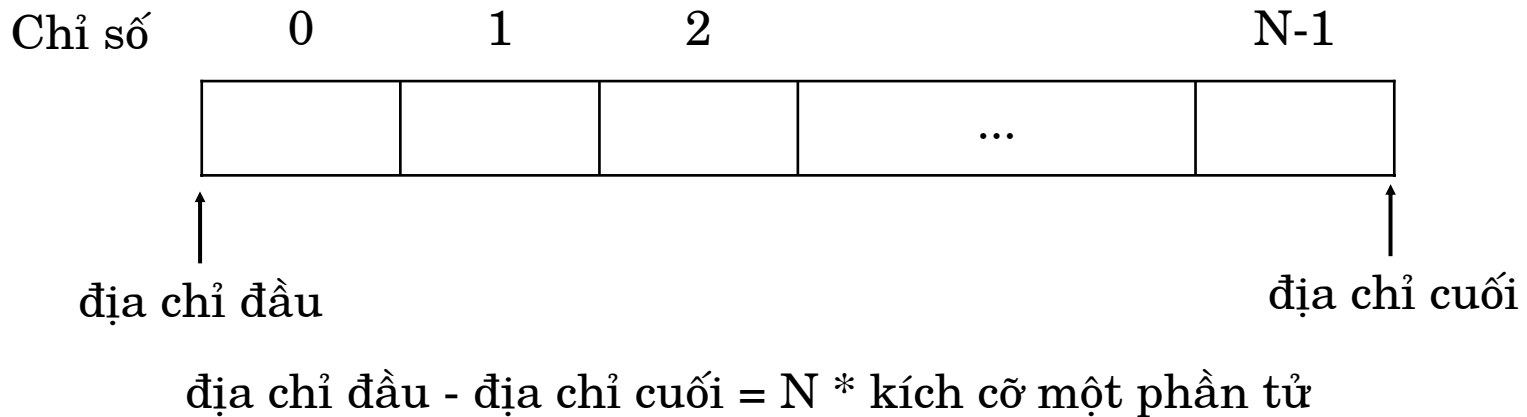 Chỉ số 0 1 2 N-1
...
địa chỉ đầu địa chỉ cuối
địa chỉ đầu - địa chỉ cuối = N * kích cỡ một phần tử